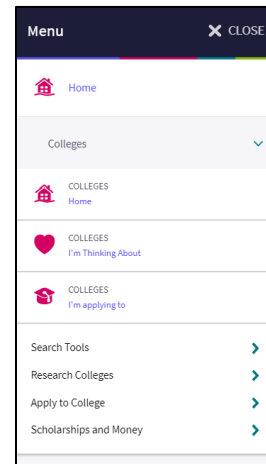 Menu
CLOSE
Home
Colleges
COLLEGES
Home
COLLEGES
I'm Thinking About
COLLEGES
I'm applying to
Search Tools
Research Colleges
Apply to College
Scholarships and Money